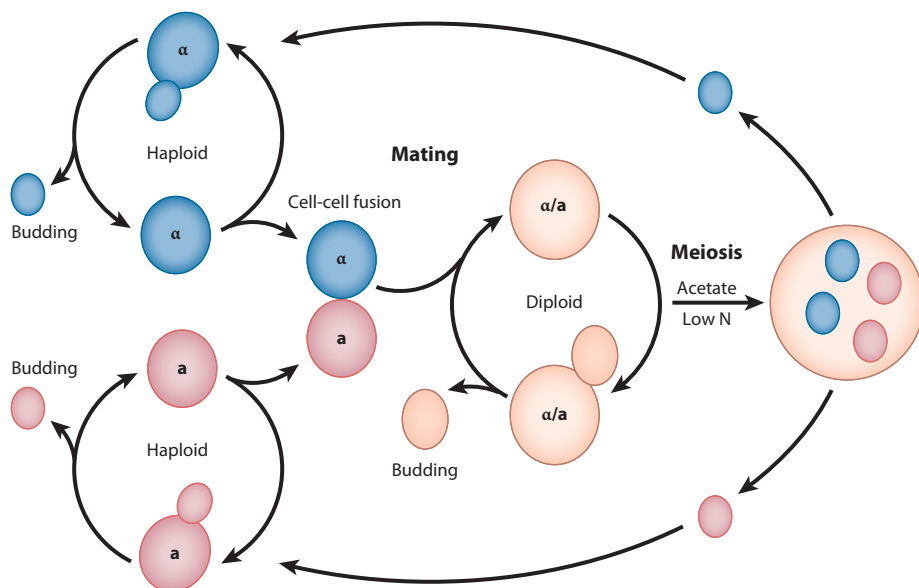 α
Haploid
Mating
Cell-cell fusion
Budding
α
α
α/a
Meiosis
Acetate
Low N
Diploid
a
Budding
a
α/a
Haploid
Budding
a